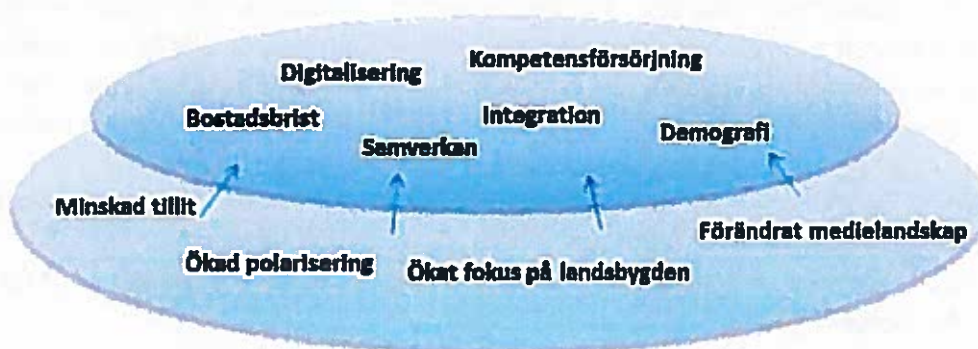 Digitalisering
Kompetensförsörjning
Bostadsbrist
Integration
Samverkan
Demografi
Minskad tillit
Förändrat medielandskap
Ökad polarisering
Ökat fokus på landsbygden